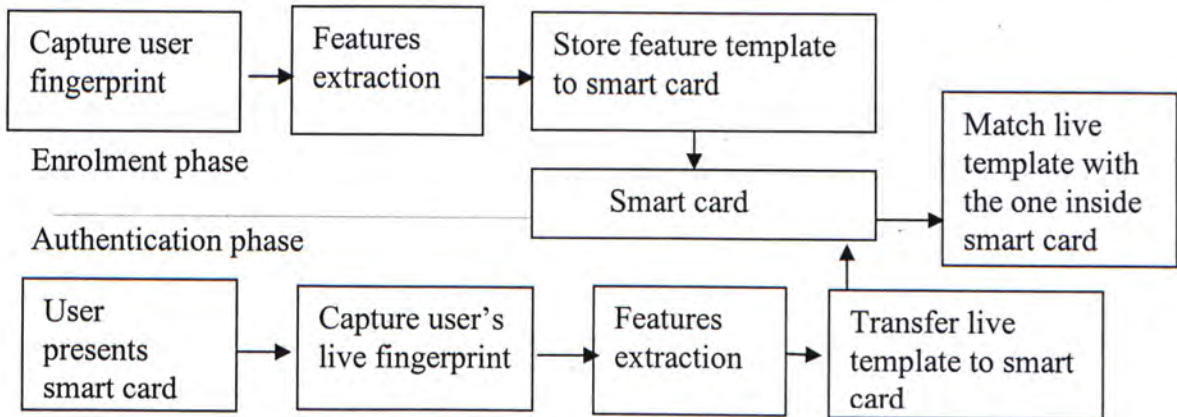 Capture user
fingerprint
Features
extraction
Store feature template
to smart card
Enrolment phase
Smart card
Match live
template with
the one inside
smart card
Authentication phase
User
presents
smart card
Capture user’s
live fingerprint
Features
extraction
Transfer live
template to smart
card